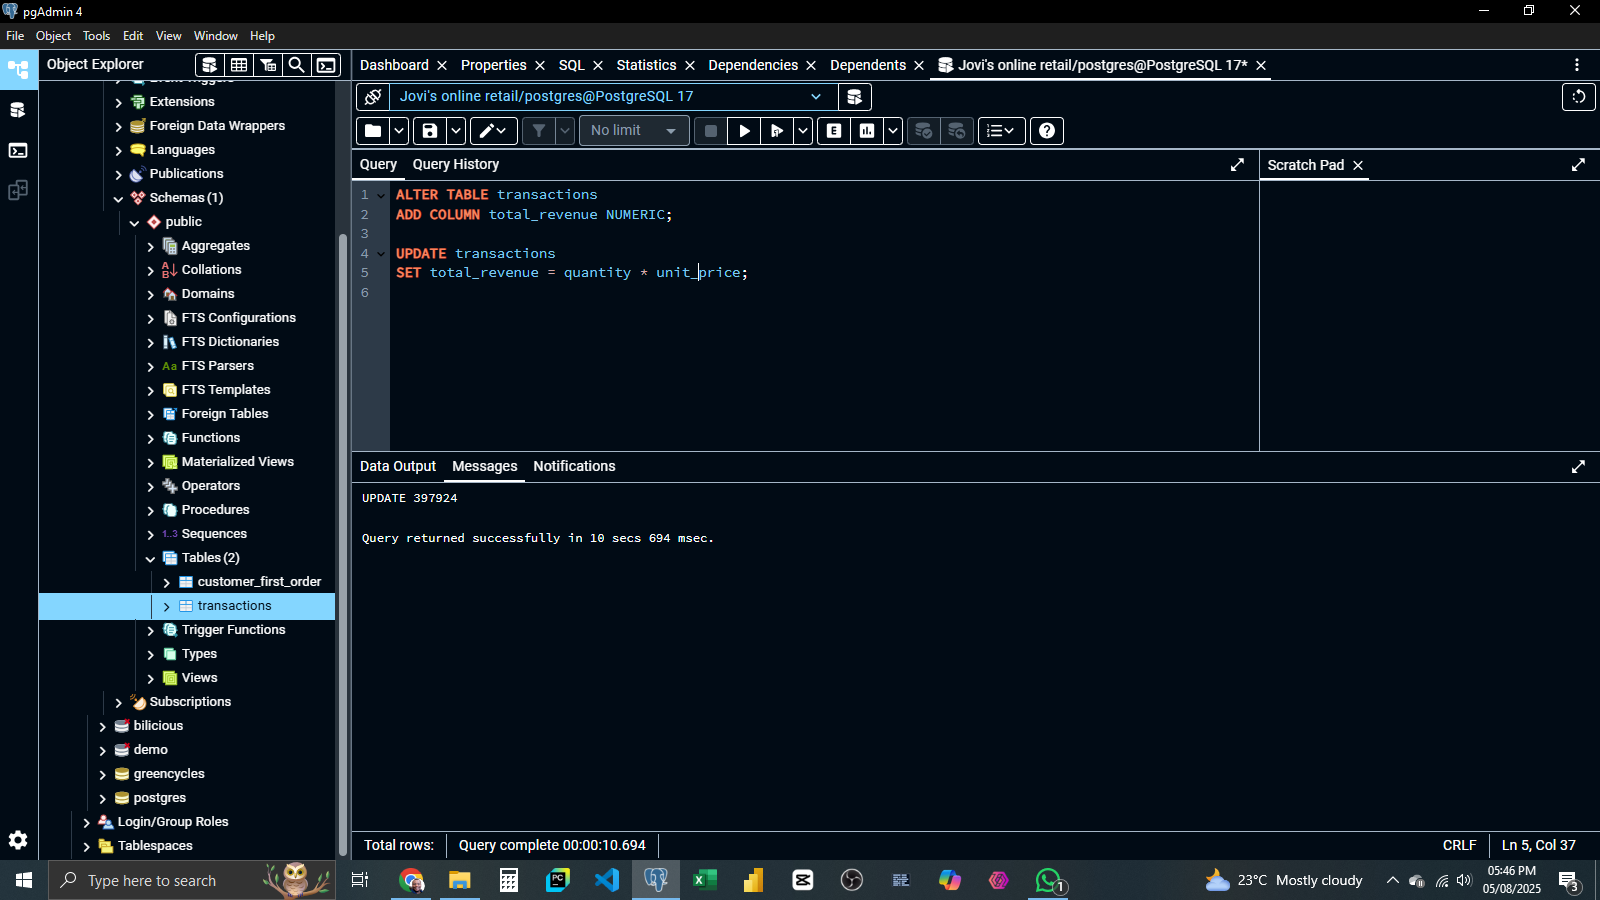 pgAdmin 4
File Object Tools Edit View Window Help
Object Explorer
Dashboard Properties SQL Statistics Dependencies Dependents Jovi's online retail/postgres@PostgreSQL 17*
Extensions
Foreign Data Wrappers
Languages
Publications
Schemas (1)
public
Aggregates
Collations
Domains
FTS Configurations
FTS Dictionaries
Aa FTS Parsers
FTS Templates
Foreign Tables
Functions
Materialized Views
Operators
Procedures
1..3 Sequences
Tables (2)
customer_first_order
transactions
Trigger Functions
Types
Views
Subscriptions
bilicious
demo
greencycles
postgres
Login/Group Roles
Tablespaces
Jovi's online retail/postgres@PostgreSQL 17
No limit
E
Query Query History
Scratch Pad
1 ALTER TABLE transactions
2 ADD COLUMN total_revenue NUMERIC;
3
4 UPDATE transactions
5 SET total_revenue = quantity * unit_price;
6
Data Output Messages Notifications
UPDATE 397924
Query returned successfully in 10 secs 694 msec.
Total rows: Query complete 00:00:10.694
CRLF Ln 5, Col 37
Type here to search
PC
1
23°C Mostly cloudy
05:46 PM
05/08/2025
3